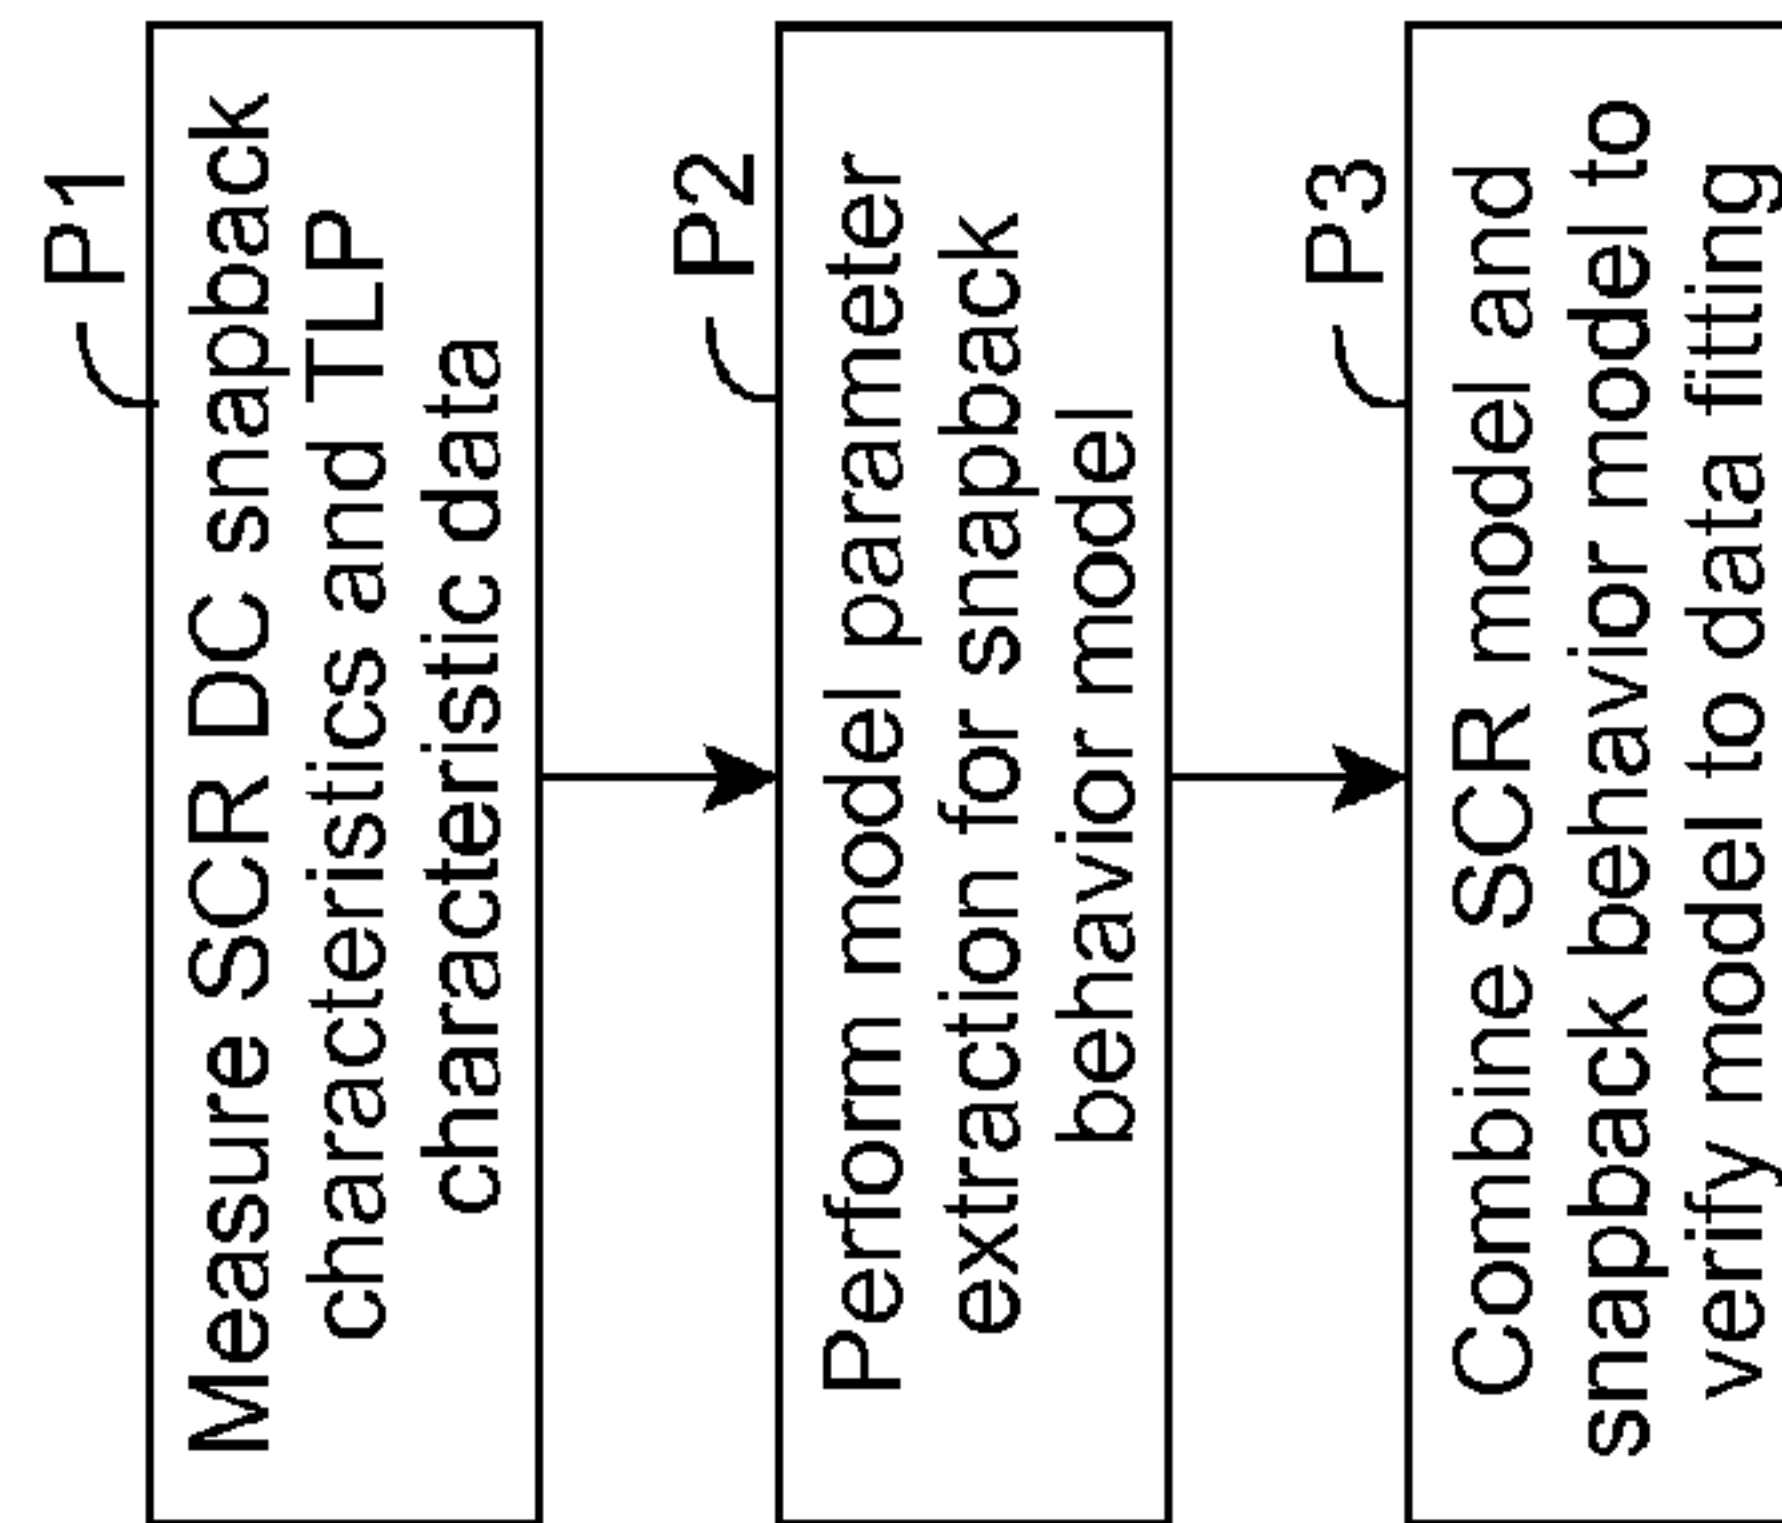 P1
Measure SCR DC snapback
characteristics and TLP
characteristic data
P2
Perform model parameter
extraction for snapback
behavior model
P3
Combine SCR model and
snapback behavior model to
verify model to data fitting